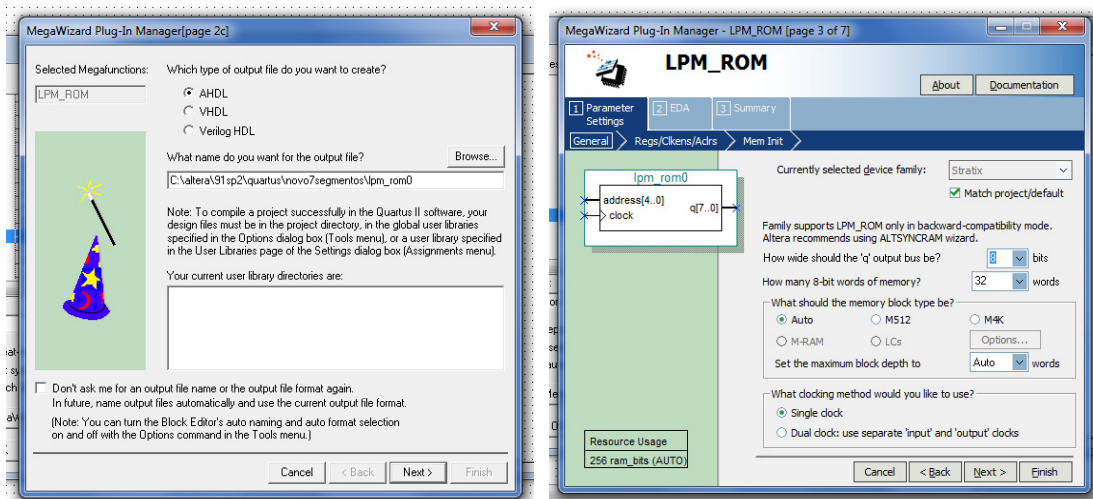 MegaWizard Plug-In Manager[page 2c]
Selected Megafunctions:
LPM_ROM
Which type of output file do you want to create?
AHDL
VHDL
Verilog HDL
What name do you want for the output file?
Browse...
C:\altera\91sp2\quartus\novo7segmentos\lpm_rom0
Note: To compile a project successfully in the Quartus II software, your
design files must be in the project directory, in the global user libraries
specified in the Options dialog box (Tools menu), or a user library specified
in the User Libraries page of the Settings dialog box (Assignments menu).
Your current user library directories are:
Don't ask me for an output file name or the output file format again.
In future, name output files automatically and use the current output file format.
(Note: You can turn the Block Editor's auto naming and auto format selection
on and off with the Options command in the Tools menu.)
Cancel
< Back
Next >
Finish
MegaWizard Plug-In Manager - LPM_ROM [page 3 of 7]
LPM_ROM
About
Documentation
1 Parameter Settings
2 EDA
3 Summary
General
Regs/Clkens/Aclrs
Mem Init
lpm_rom0
address[4..0]
clock
q[7..0]
Resource Usage
256 ram_bits (AUTO)
Currently selected device family:
Stratix
Match project/default
Family supports LPM_ROM only in backward-compatibility mode.
Altera recommends using ALTSYNCRAM wizard.
How wide should the 'q' output bus be?
8
bits
How many 8-bit words of memory?
32
words
What should the memory block type be?
Auto
M512
M4K
M-RAM
LCs
Options...
Set the maximum block depth to
Auto
words
What clocking method would you like to use?
Single clock
Dual clock: use separate 'input' and 'output' clocks
Cancel
< Back
Next >
Finish